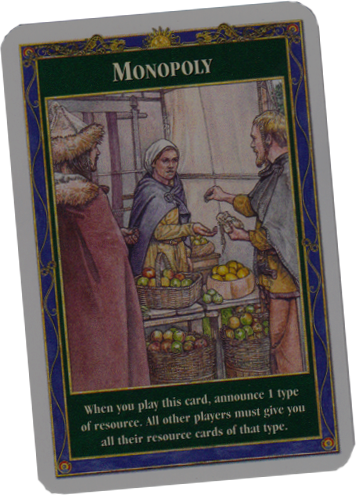 MONOPOLY
When you play this card, announce 1 type
of resource. All other players must give you
all their resource cards of that type.